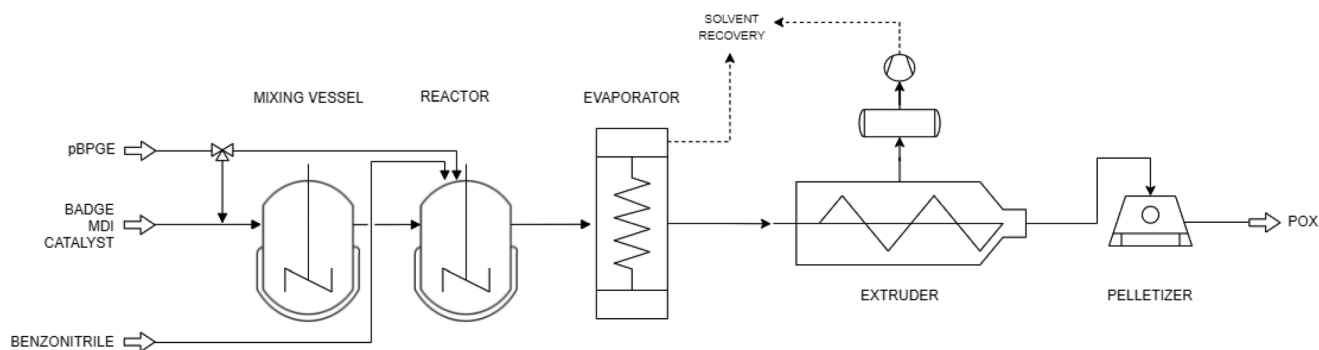 SOLVENT
RECOVERY
MIXING VESSEL
REACTOR
EVAPORATOR
pBPGE
BADGE
MDI
CATALYST
POX
EXTRUDER
PELLETIZER
BENZONITRILE